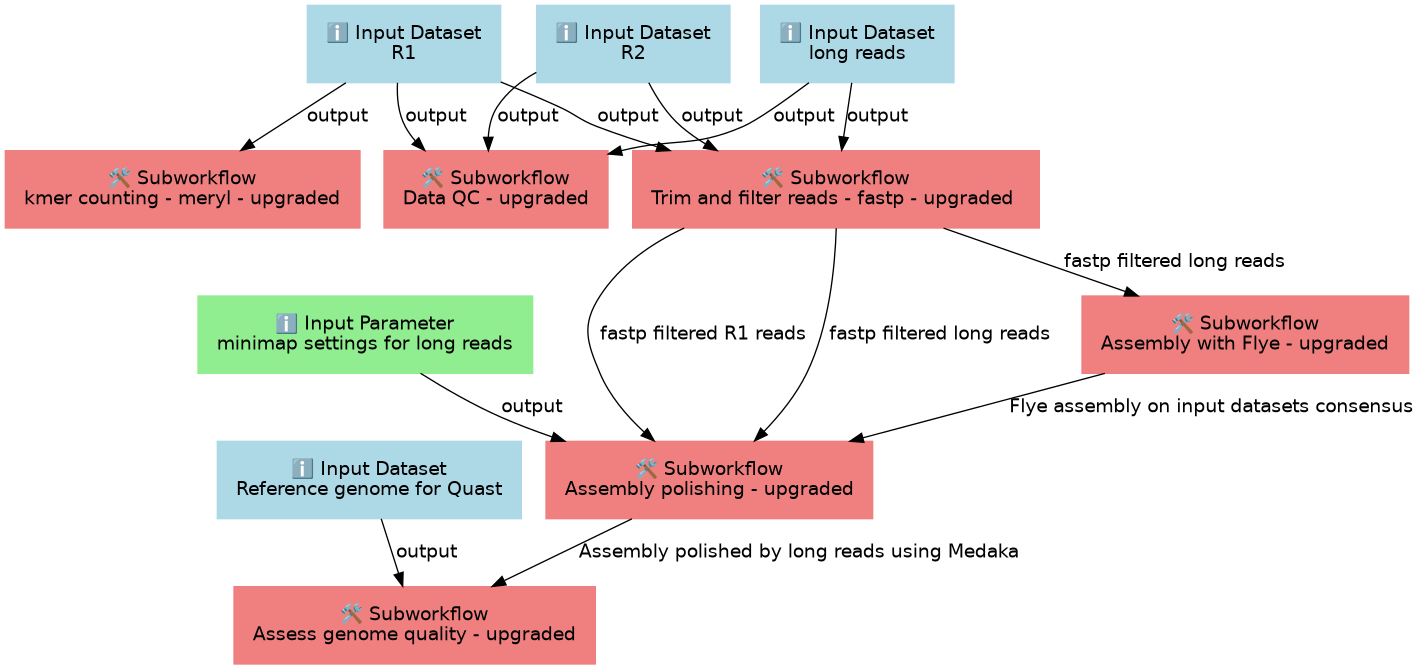 ℹ️ Input Dataset
R1
ℹ️ Input Dataset
R2
ℹ️ Input Dataset
long reads
output
output
output
output
output
output
output
🛠️ Subworkflow
kmer counting - meryl - upgraded
🛠️ Subworkflow
Data QC - upgraded
🛠️ Subworkflow
Trim and filter reads - fastp - upgraded
fastp filtered long reads
ℹ️ Input Parameter
minimap settings for long reads
fastp filtered R1 reads
fastp filtered long reads
🛠️ Subworkflow
Assembly with Flye - upgraded
output
Flye assembly on input datasets consensus
ℹ️ Input Dataset
Reference genome for Quast
🛠️ Subworkflow
Assembly polishing - upgraded
output
Assembly polished by long reads using Medaka
🛠️ Subworkflow
Assess genome quality - upgraded